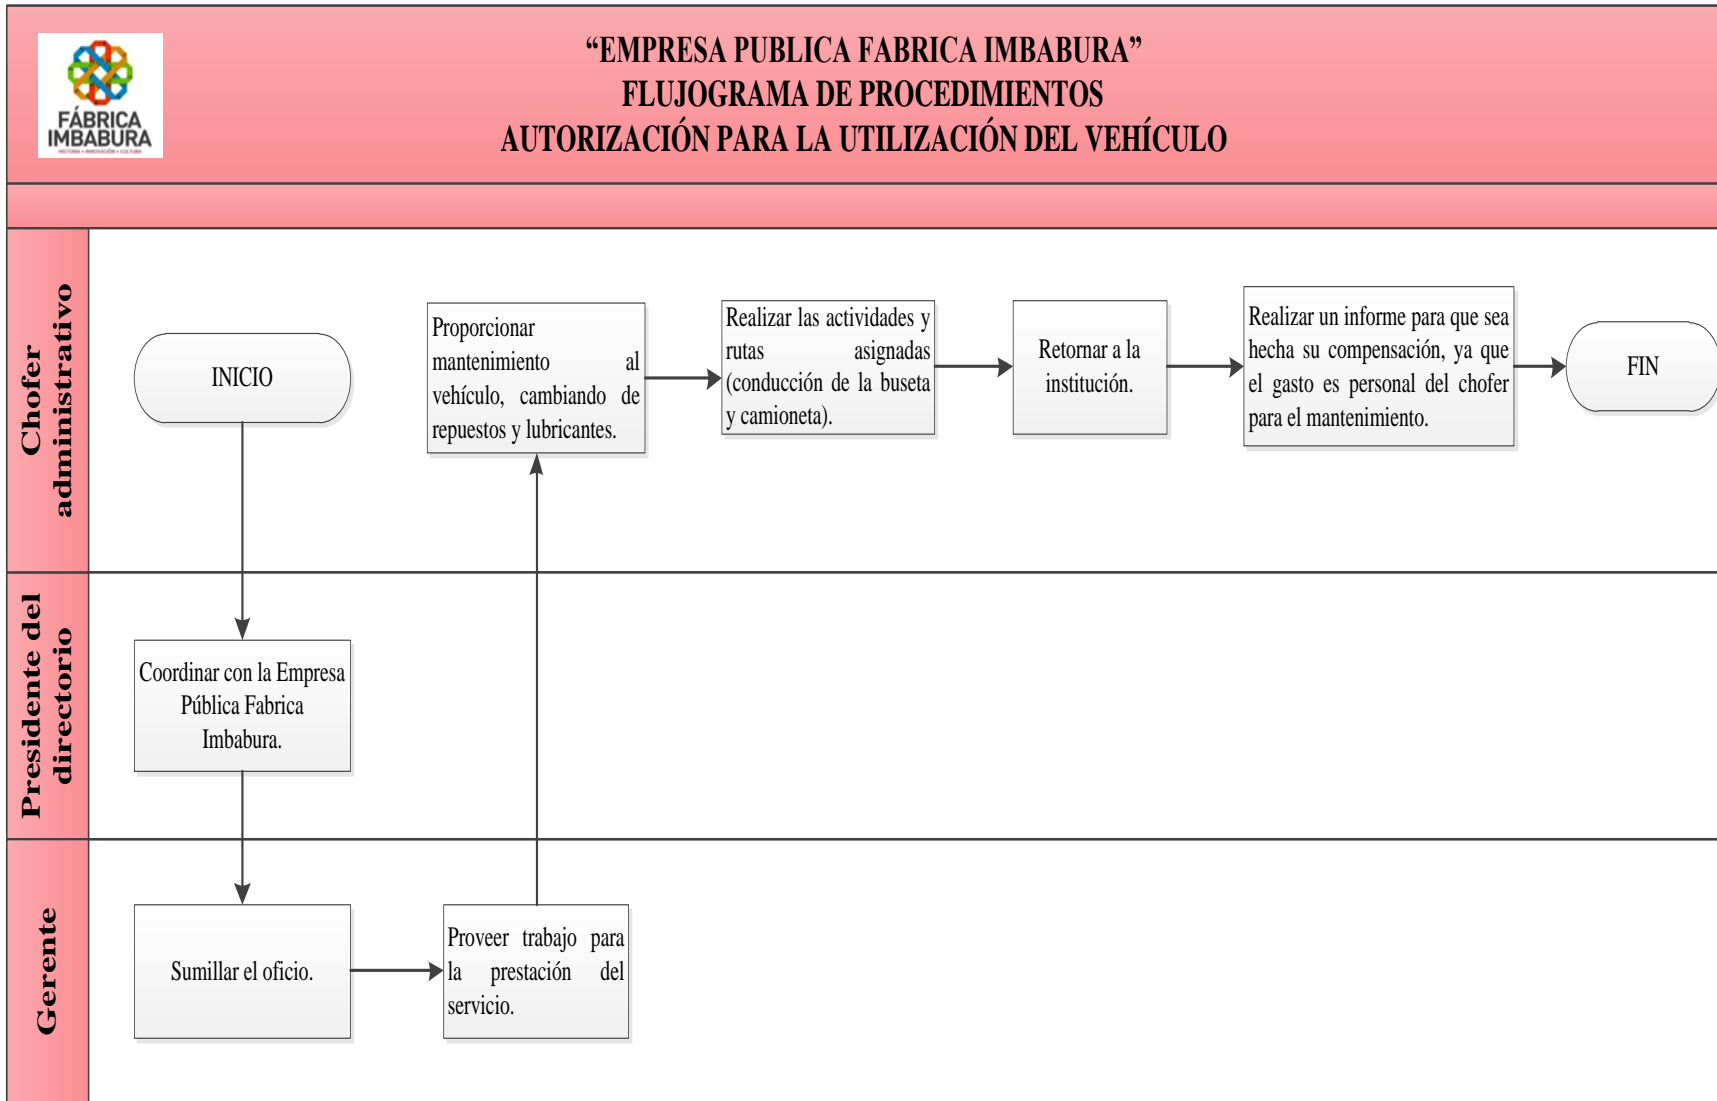 “EMPRESA PUBLICA FABRICA IMBABURA”
FLUJOGRAMA DE PROCEDIMIENTOS
AUTORIZACIÓN PARA LA UTILIZACIÓN DEL VEHÍCULO
FÁBRICA
IMBABURA
HISTORIA • INNOVACIÓN • CULTURA
Chofer
administrativo
INICIO
Proporcionar
mantenimiento al
vehículo, cambiando de
repuestos y lubricantes.
Realizar las actividades y
rutas asignadas
(conducción de la buseta
y camioneta).
Retornar a la
institución.
Realizar un informe para que sea
hecha su compensación, ya que
el gasto es personal del chofer
para el mantenimiento.
FIN
Presidente del
directorio
Coordinar con la Empresa
Pública Fabrica
Imbabura.
Gerente
Sumillar el oficio.
Proveer trabajo para
la prestación del
servicio.